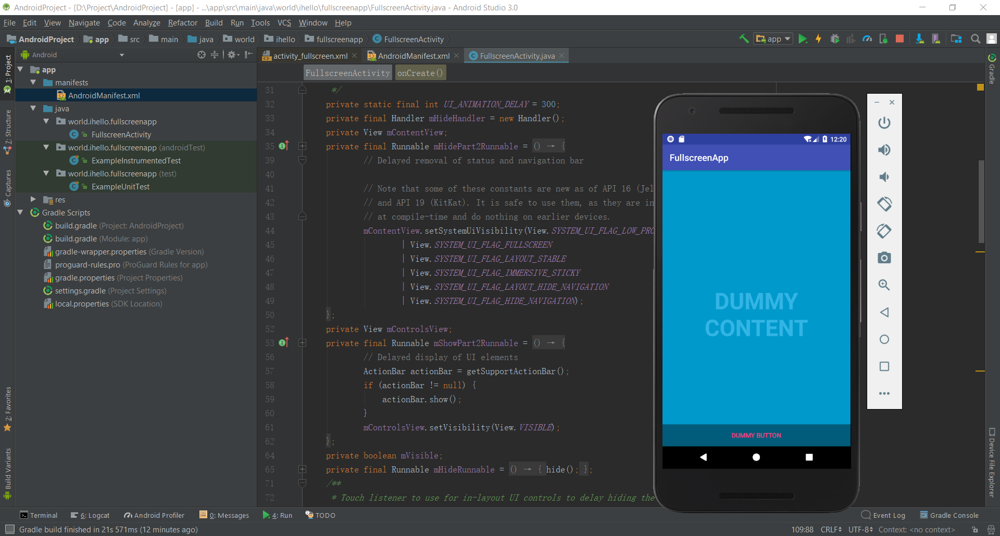 AndroidProject - [D:\Project\AndroidProject] - [app] - ...\app\src\main\java\world\ihello\fullscreenapp\FullscreenActivity.java - Android Studio 3.0
File Edit View Navigate Code Analyze Refactor Build Run Tools VCS Window Help
AndroidProject app src main java world ihello fullscreenapp FullscreenActivity app
Android
activity_fullscreen.xml AndroidManifest.xml FullscreenActivity.java
FullscreenActivity onCreate()
1: Project
7: Structure
Captures
2: Favorites
Build Variants
app
manifests
AndroidManifest.xml
java
world.ihello.fullscreenapp
FullscreenActivity
world.ihello.fullscreenapp (androidTest)
ExampleInstrumentedTest
world.ihello.fullscreenapp (test)
ExampleUnitTest
res
Gradle Scripts
build.gradle (Project: AndroidProject)
build.gradle (Module: app)
gradle-wrapper.properties (Gradle Version)
proguard-rules.pro (ProGuard Rules for app)
gradle.properties (Project Properties)
settings.gradle (Project Settings)
local.properties (SDK Location)
31 */
32 private static final int UI_ANIMATION_DELAY = 300;
33 private final Handler mHideHandler = new Handler();
34 private View mContentView;
35 private final Runnable mHidePart2Runnable = () → {
39 // Delayed removal of status and navigation bar
40
41 // Note that some of these constants are new as of API 16 (Jel
42 // and API 19 (KitKat). It is safe to use them, as they are in
43 // at compile-time and do nothing on earlier devices.
44 mContentView.setSystemUiVisibility(View.SYSTEM_UI_FLAG_LOW_PRO
45 | View.SYSTEM_UI_FLAG_FULLSCREEN
46 | View.SYSTEM_UI_FLAG_LAYOUT_STABLE
47 | View.SYSTEM_UI_FLAG_IMMERSIVE_STICKY
48 | View.SYSTEM_UI_FLAG_LAYOUT_HIDE_NAVIGATION
49 | View.SYSTEM_UI_FLAG_HIDE_NAVIGATION);
50 };
52 private View mControlsView;
53 private final Runnable mShowPart2Runnable = () → {
56 // Delayed display of UI elements
57 ActionBar actionBar = getSupportActionBar();
58 if (actionBar != null) {
59 actionBar.show();
60 }
61 mControlsView.setVisibility(View.VISIBLE);
62 };
64 private boolean mVisible;
65 private final Runnable mHideRunnable = () → { hide(); };
71 /**
72 * Touch listener to use for in-layout UI controls to delay hiding the
12:20
FullscreenApp
DUMMY
CONTENT
DUMMY BUTTON
Gradle
Device File Explorer
Terminal 6: Logcat Android Profiler 0: Messages 4: Run TODO Event Log Gradle Console
Gradle build finished in 21s 571ms (12 minutes ago) 109:88 CRLF UTF-8 Context: <no context>